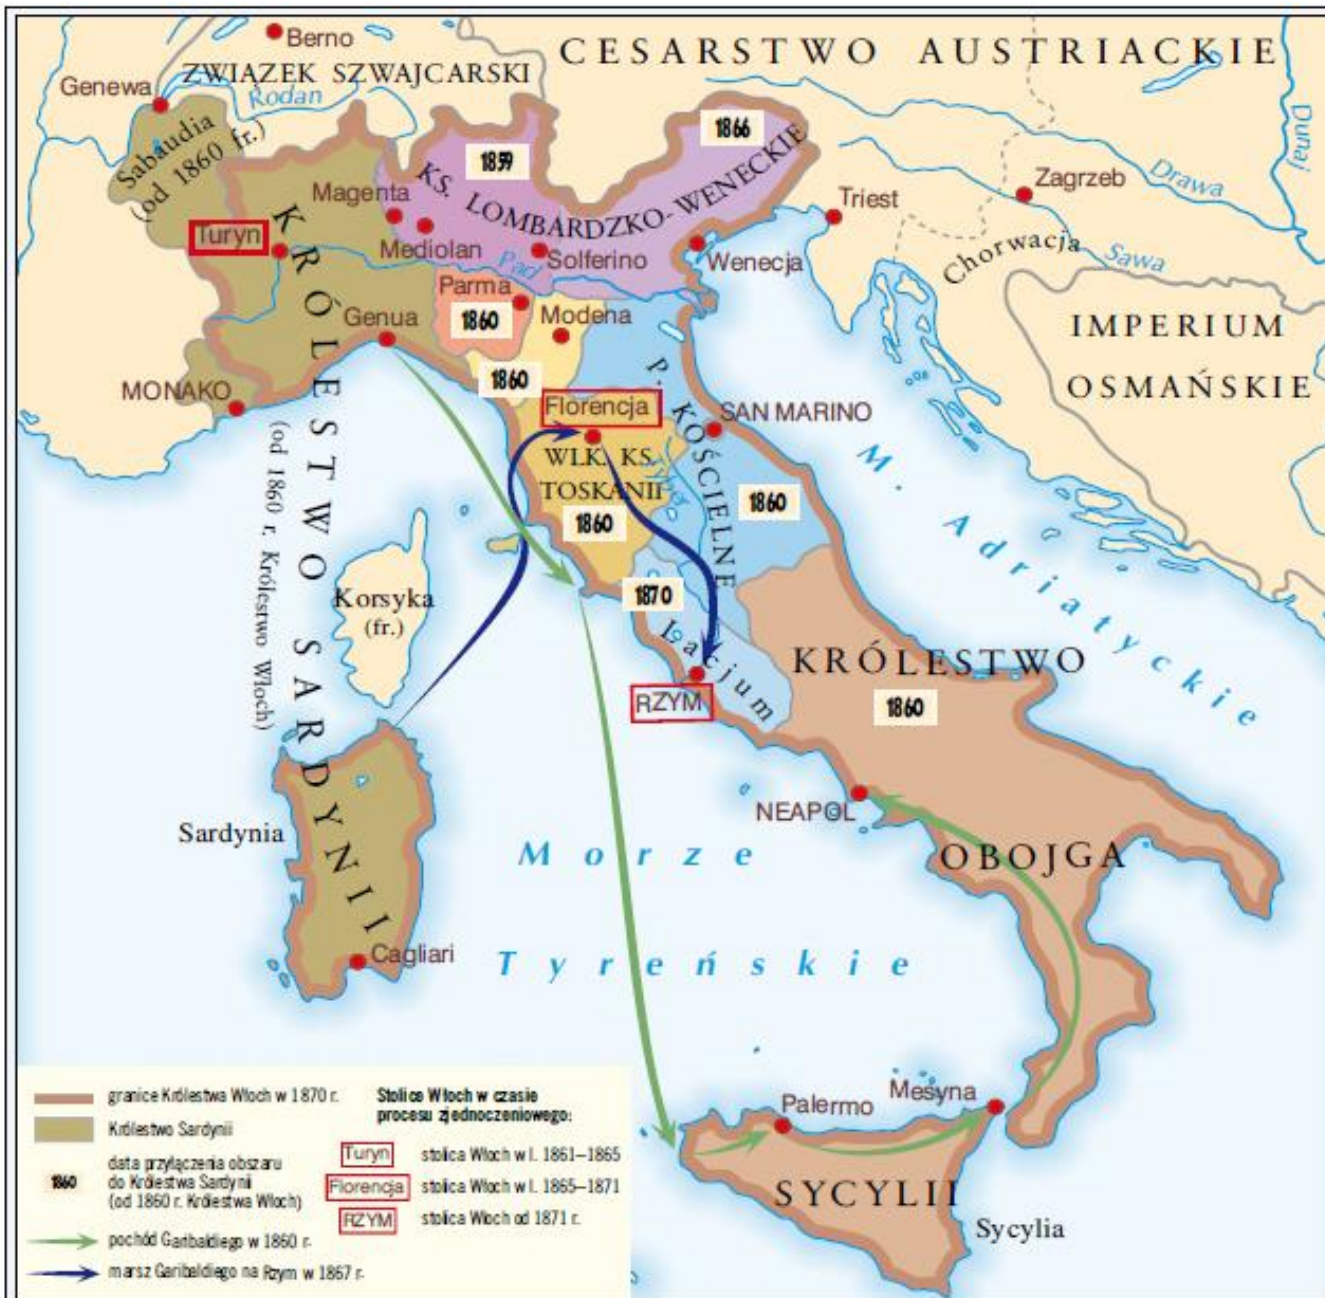 Berno
CESARSTWO AUSTRIACKIE
ZWIĄZEK SZWAJCARSKI
Genewa
Rodan
Dunaj
Sabaudia
(od 1860 fr.)
1866
1859
KS. LOMBARDZKO-WENECKIE
Drawa
Zagrzeb
Magenta
Triest
Turyn
Mediolan
Pad
Solferino
Wenecja
Chorwacja
Sawa
Parma
1860
Modena
Genua
IMPERIUM
OSMAŃSKIE
1860
MONAKO
Florencja
SAN MARINO
P. KOŚCIELNE
WLK. KS.
TOSKANII
Tyber
1860
1860
M. Adriatyckie
KRÓLESTWO SARDYNII
(od 1860 r. Królestwo Włoch)
Korsyka
(fr.)
1870
Lacjum
RZYM
KRÓLESTWO
1860
NEAPOL
OBOJGA
Sardynia
Morze
Tyreńskie
Cagliari
Palermo
Mesyna
SYCYLII
Sycylia
granice Królestwa Włoch w 1870 r.
Królestwo Sardynii
1860
data przyłączenia obszaru
do Królestwa Sardynii
(od 1860 r. Królestwa Włoch)
pochód Garibaldiego w 1860 r.
marsz Garibaldiego na Rzym w 1867 r.
Stolice Włoch w czasie
procesu zjednoczeniowego:
Turyn stolica Włoch w l. 1861–1865
Florencja stolica Włoch w l. 1865–1871
RZYM stolica Włoch od 1871 r.